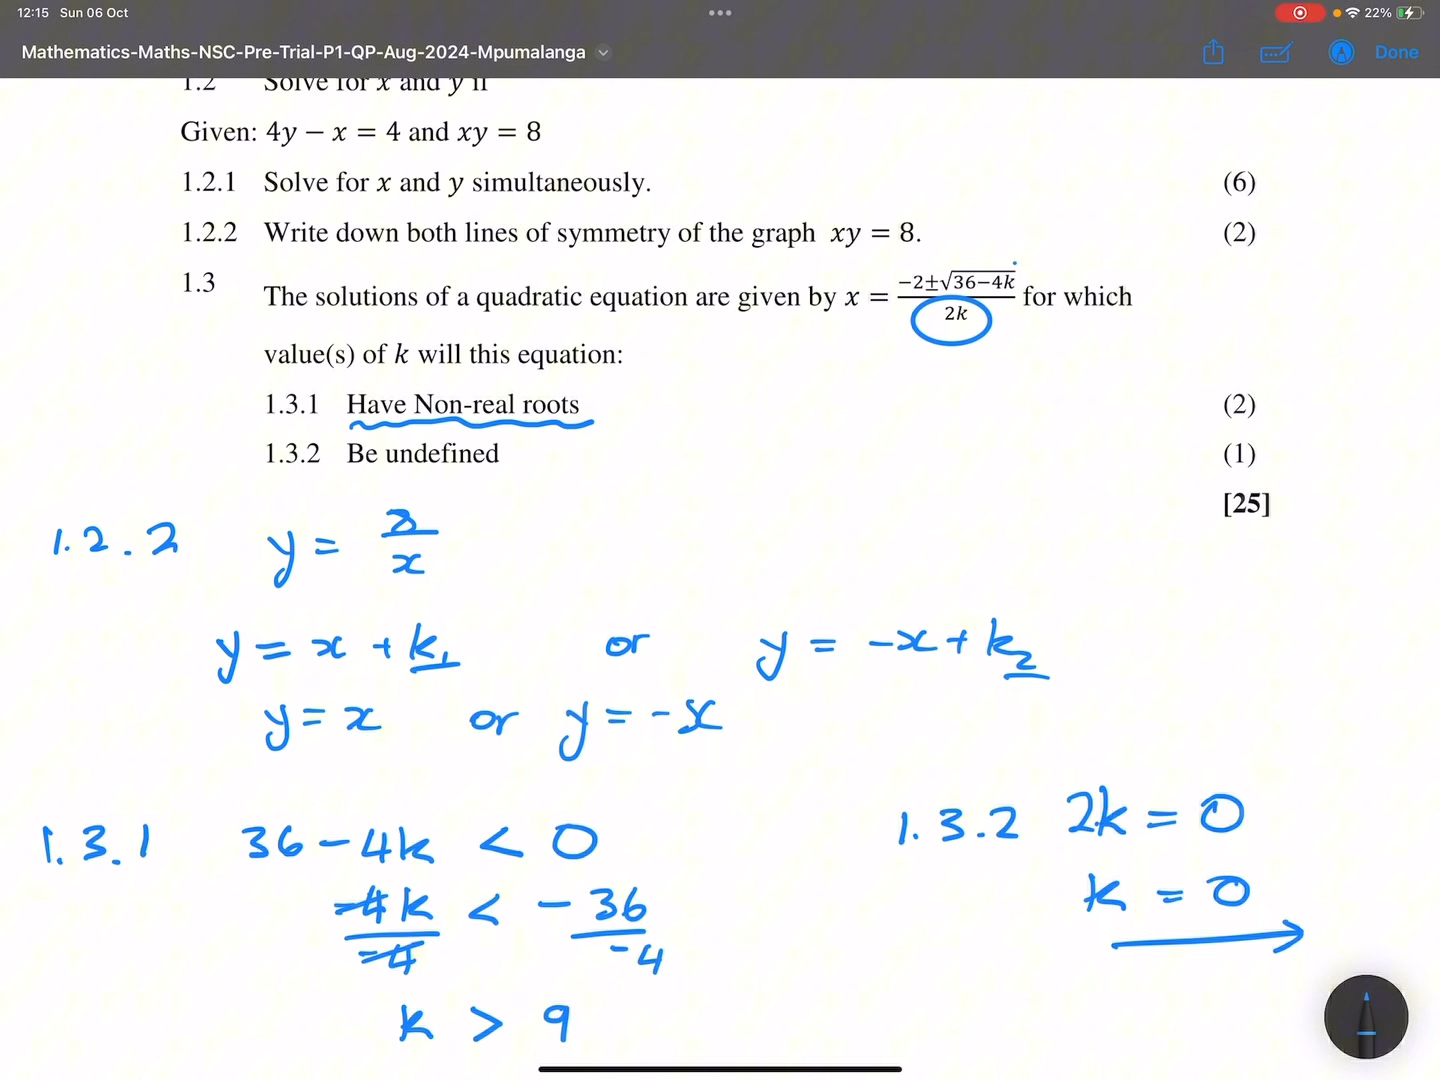 12:15 Sun 06 Oct
22%
Mathematics-Maths-NSC-Pre-Trial-P1-QP-Aug-2024-Mpumalanga
Done
1.2 Solve for x and y if
Given: 4y − x = 4 and xy = 8
1.2.1 Solve for x and y simultaneously. (6)
1.2.2 Write down both lines of symmetry of the graph xy = 8. (2)
1.3 The solutions of a quadratic equation are given by x = (−2±√(36−4k))/(2k) for which
value(s) of k will this equation:
1.3.1 Have Non-real roots (2)
1.3.2 Be undefined (1)
[25]
1.2.2 y = 8/x
y = x + k₁ or y = -x + k₂
y = x or y = -x
1.3.1 36 - 4k < 0
-4k/-4 < -36/-4
k > 9
1.3.2 2k = 0
k = 0